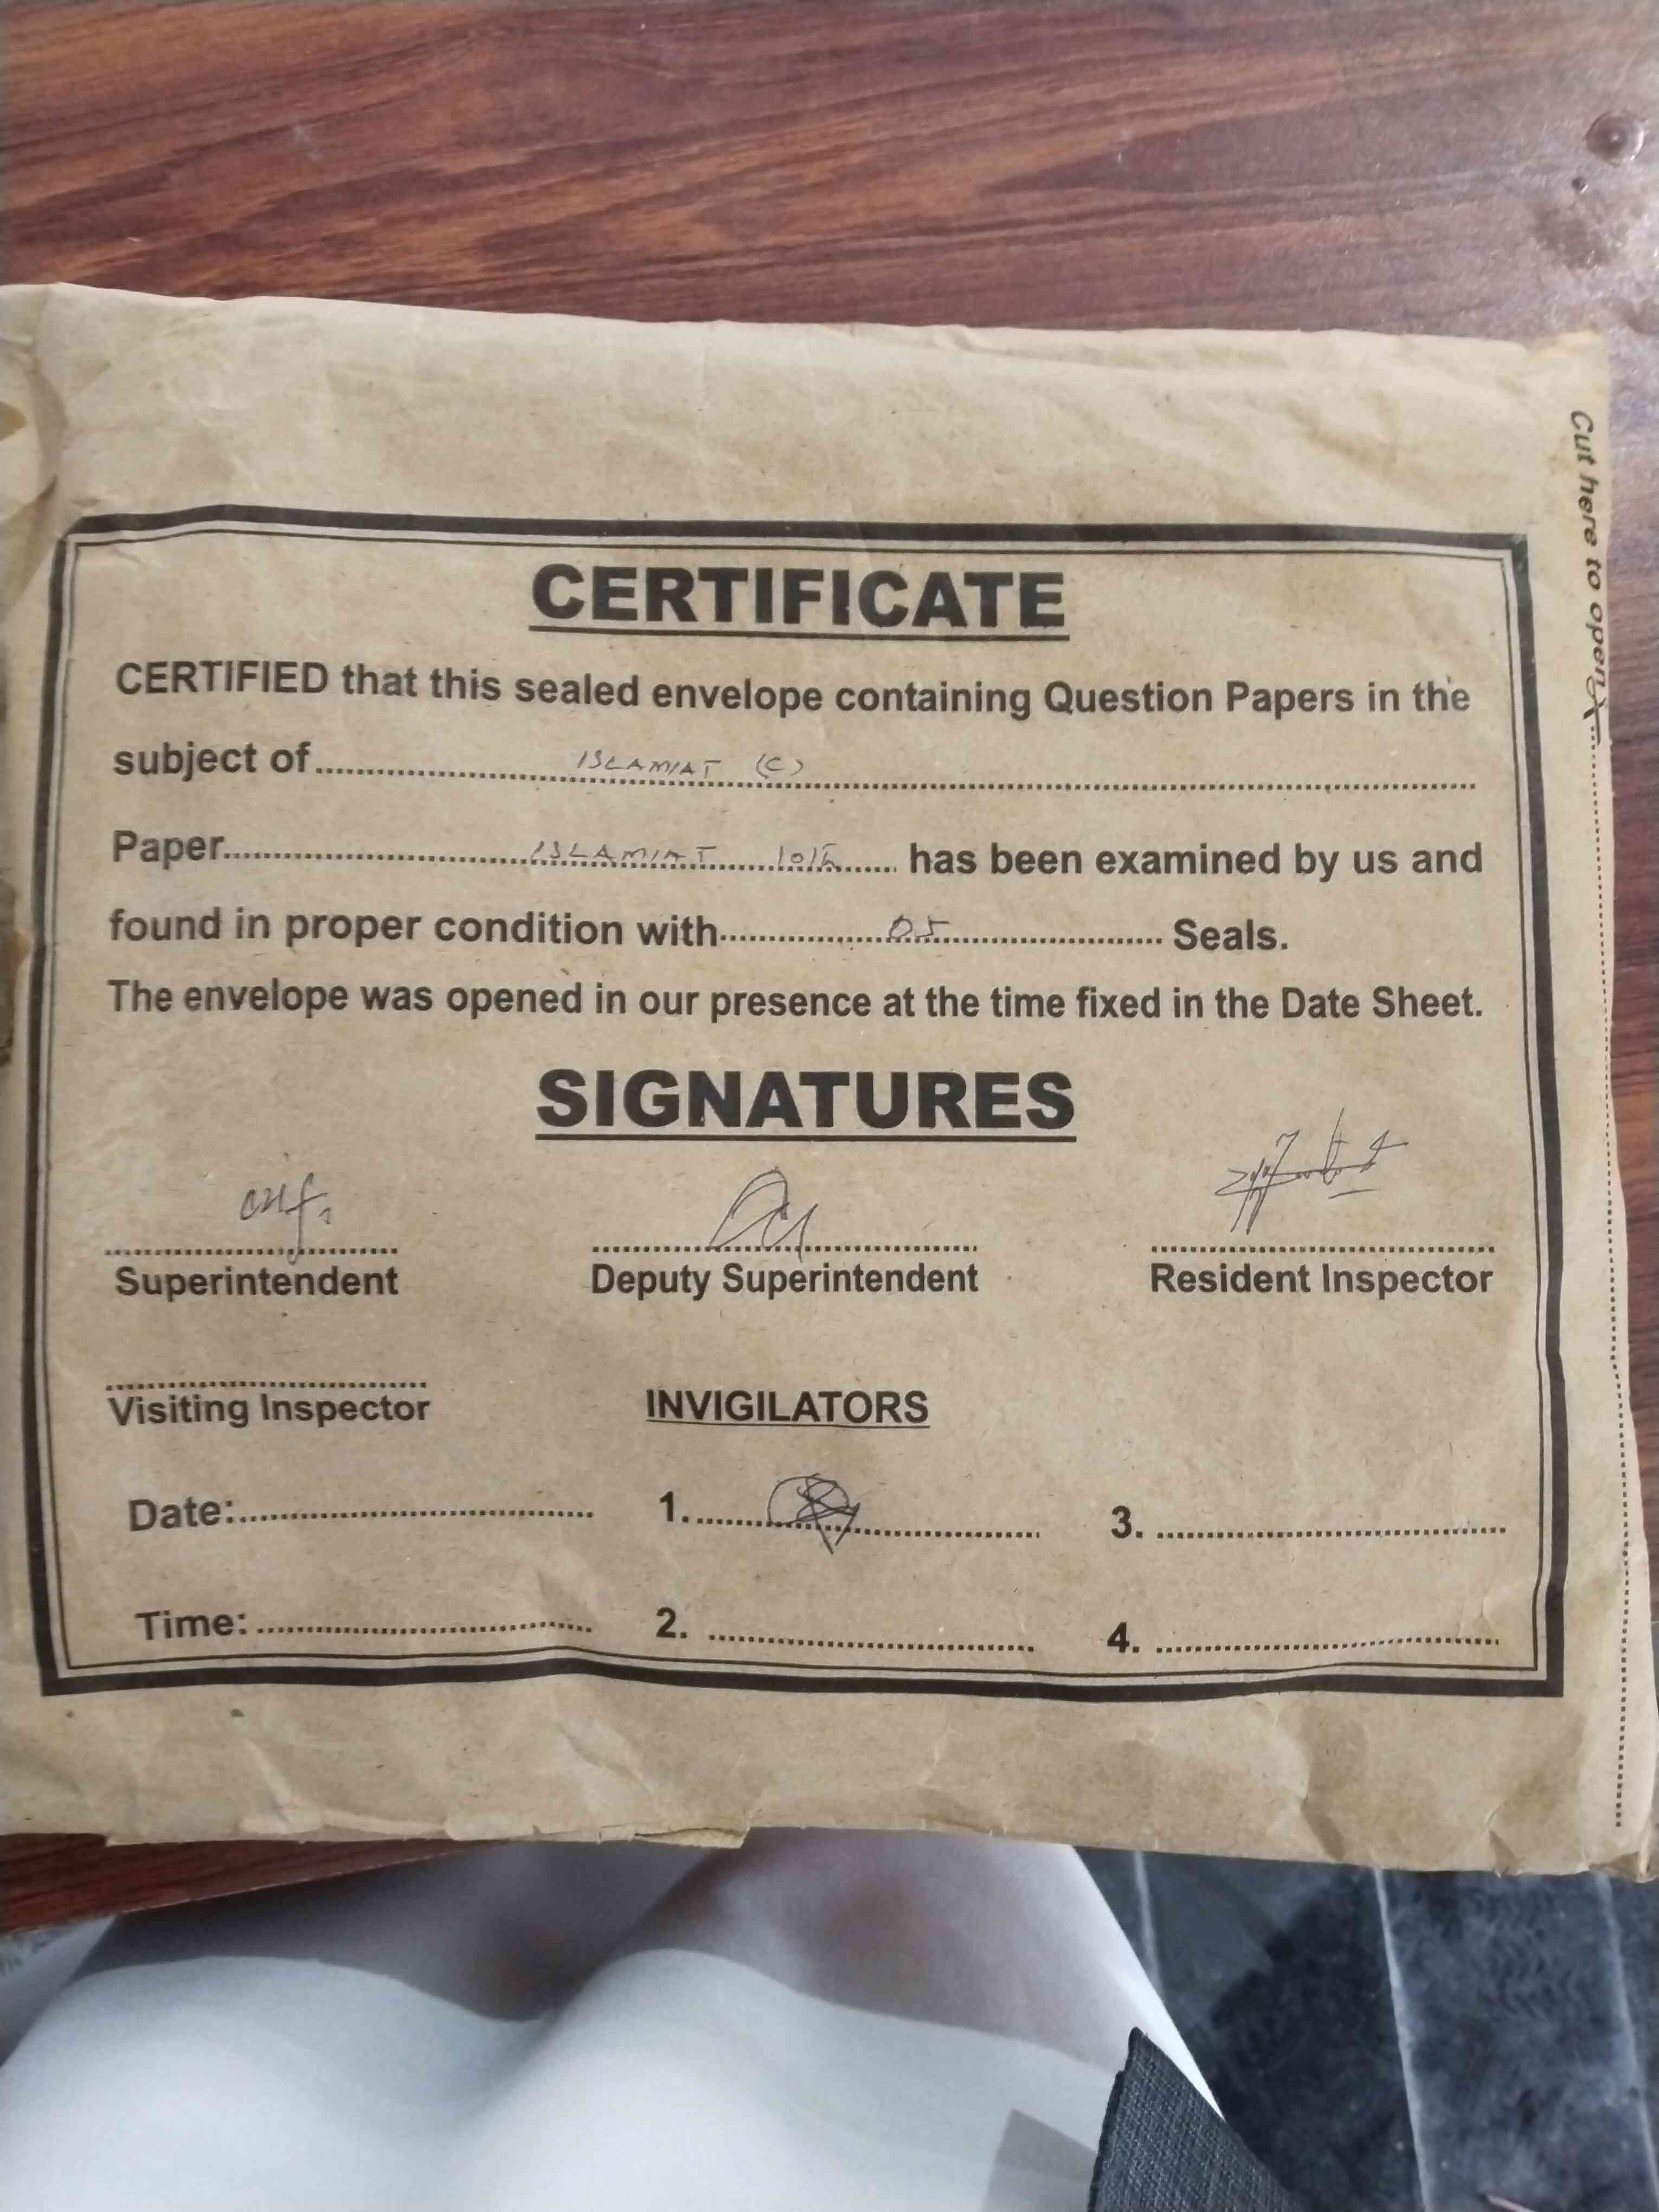 Cut here to open
CERTIFICATE
CERTIFIED that this sealed envelope containing Question Papers in the
subject of ISLAMIAT (C)
Paper ISLAMIAT 10th has been examined by us and
found in proper condition with 05 Seals.
The envelope was opened in our presence at the time fixed in the Date Sheet.
SIGNATURES
Superintendent Deputy Superintendent Resident Inspector
Visiting Inspector INVIGILATORS
Date: 1. 3.
Time: 2. 4.